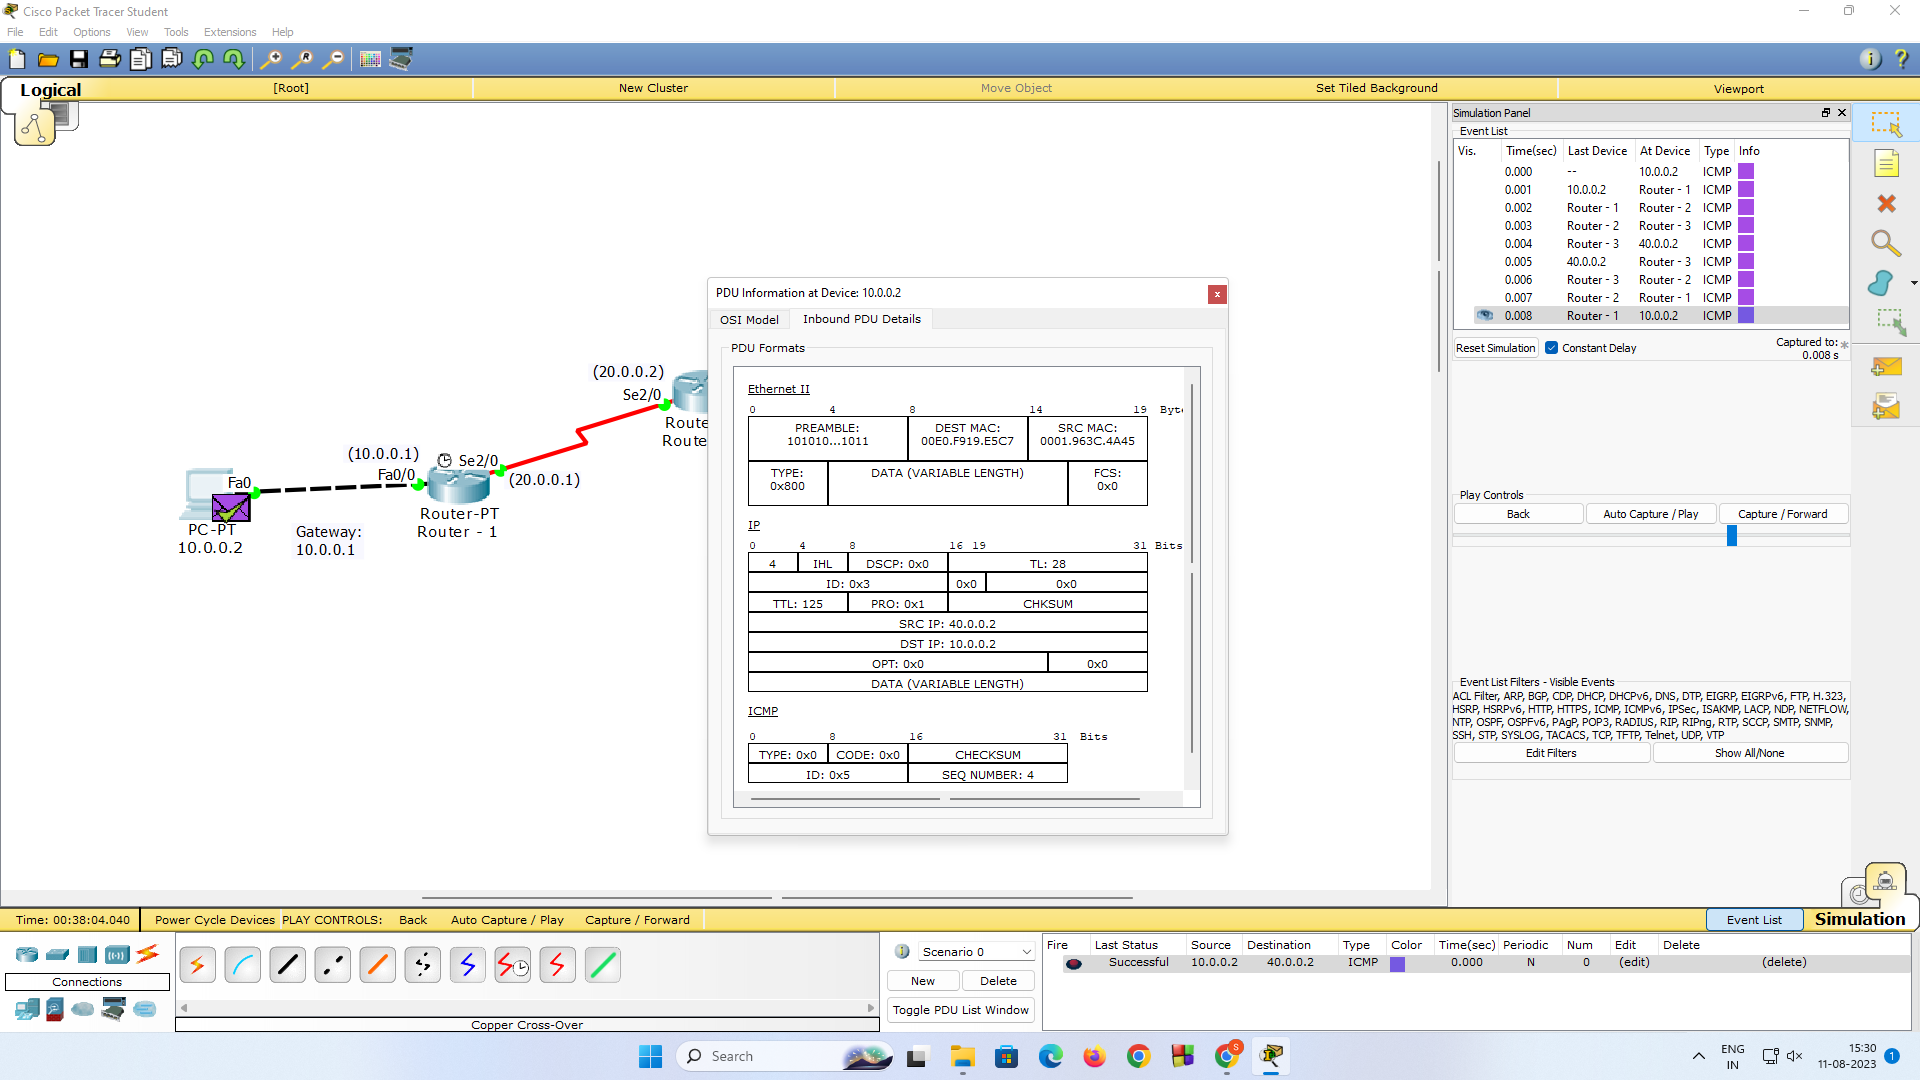 Cisco Packet Tracer Student
File Edit Options View Tools Extensions Help
Logical [Root] New Cluster Move Object Set Tiled Background Viewport
Simulation Panel
Event List
Vis. Time(sec) Last Device At Device Type Info
0.000 -- 10.0.0.2 ICMP
0.001 10.0.0.2 Router - 1 ICMP
0.002 Router - 1 Router - 2 ICMP
0.003 Router - 2 Router - 3 ICMP
0.004 Router - 3 40.0.0.2 ICMP
0.005 40.0.0.2 Router - 3 ICMP
0.006 Router - 3 Router - 2 ICMP
0.007 Router - 2 Router - 1 ICMP
0.008 Router - 1 10.0.0.2 ICMP
Reset Simulation Constant Delay Captured to: *
0.008 s
Play Controls
Back Auto Capture / Play Capture / Forward
Event List Filters - Visible Events
ACL Filter, ARP, BGP, CDP, DHCP, DHCPv6, DNS, DTP, EIGRP, EIGRPv6, FTP, H.323,
HSRP, HSRPv6, HTTP, HTTPS, ICMP, ICMPv6, IPSec, ISAKMP, LACP, NDP, NETFLOW,
NTP, OSPF, OSPFv6, PAgP, POP3, RADIUS, RIP, RIPng, RTP, SCCP, SMTP, SNMP,
SSH, STP, SYSLOG, TACACS, TCP, TFTP, Telnet, UDP, VTP
Edit Filters Show All/None
(20.0.0.2)
Se2/0
Route
Route
(10.0.0.1)
Fa0/0
Se2/0
(20.0.0.1)
Router-PT
Router - 1
Fa0
PC-PT
10.0.0.2
Gateway:
10.0.0.1
PDU Information at Device: 10.0.0.2
x
OSI Model Inbound PDU Details
PDU Formats
Ethernet II
0 4 8 14 19 Byte
PREAMBLE: DEST MAC: SRC MAC:
101010...1011 00E0.F919.E5C7 0001.963C.4A45
TYPE: DATA (VARIABLE LENGTH) FCS:
0x800 0x0
IP
0 4 8 16 19 31 Bits
4 IHL DSCP: 0x0 TL: 28
ID: 0x3 0x0 0x0
TTL: 125 PRO: 0x1 CHKSUM
SRC IP: 40.0.0.2
DST IP: 10.0.0.2
OPT: 0x0 0x0
DATA (VARIABLE LENGTH)
ICMP
0 8 16 31 Bits
TYPE: 0x0 CODE: 0x0 CHECKSUM
ID: 0x5 SEQ NUMBER: 4
Time: 00:38:04.040 Power Cycle Devices PLAY CONTROLS: Back Auto Capture / Play Capture / Forward Event List Simulation
Connections
Copper Cross-Over
Scenario 0
New Delete
Toggle PDU List Window
Fire Last Status Source Destination Type Color Time(sec) Periodic Num Edit Delete
Successful 10.0.0.2 40.0.0.2 ICMP 0.000 N 0 (edit) (delete)
Search
S
ENG
IN
15:30
11-08-2023
1